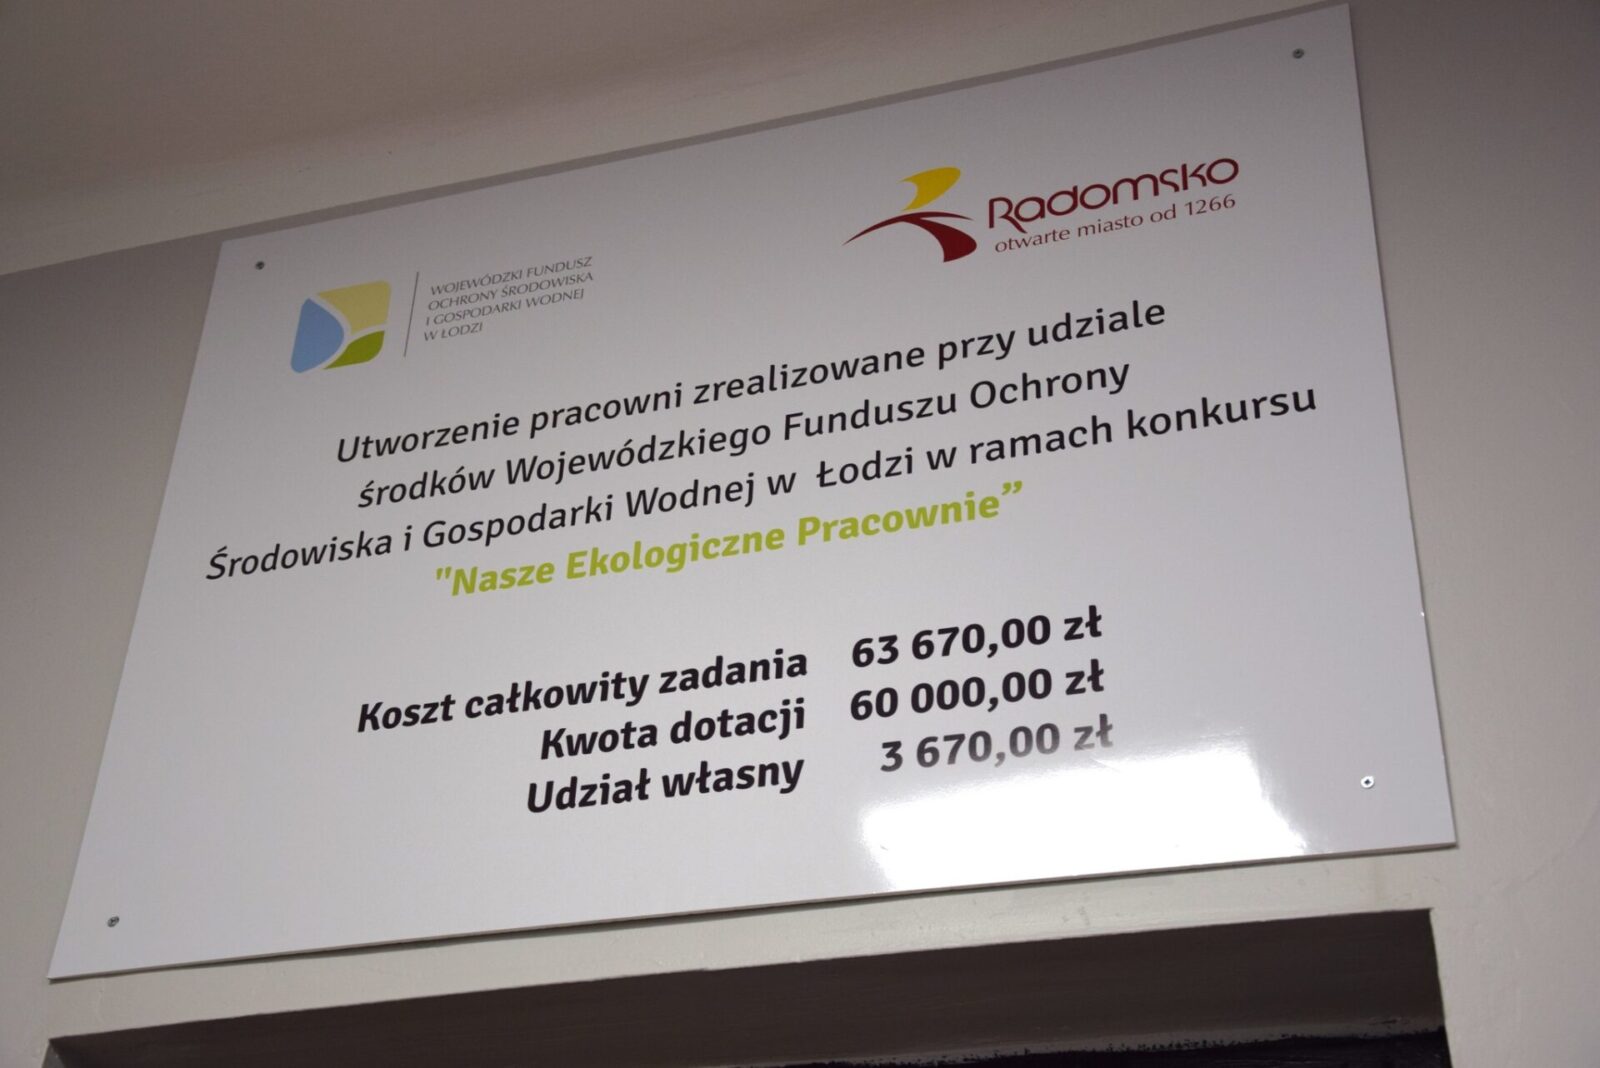 WOJEWÓDZKI FUNDUSZ
OCHRONY ŚRODOWISKA
I GOSPODARKI WODNEJ
W ŁODZI
Radomsko
otwarte miasto od 1266
Utworzenie pracowni zrealizowane przy udziale
środków Wojewódzkiego Funduszu Ochrony
Środowiska i Gospodarki Wodnej w Łodzi w ramach konkursu
"Nasze Ekologiczne Pracownie”
Koszt całkowity zadania 63 670,00 zł
Kwota dotacji 60 000,00 zł
Udział własny 3 670,00 zł